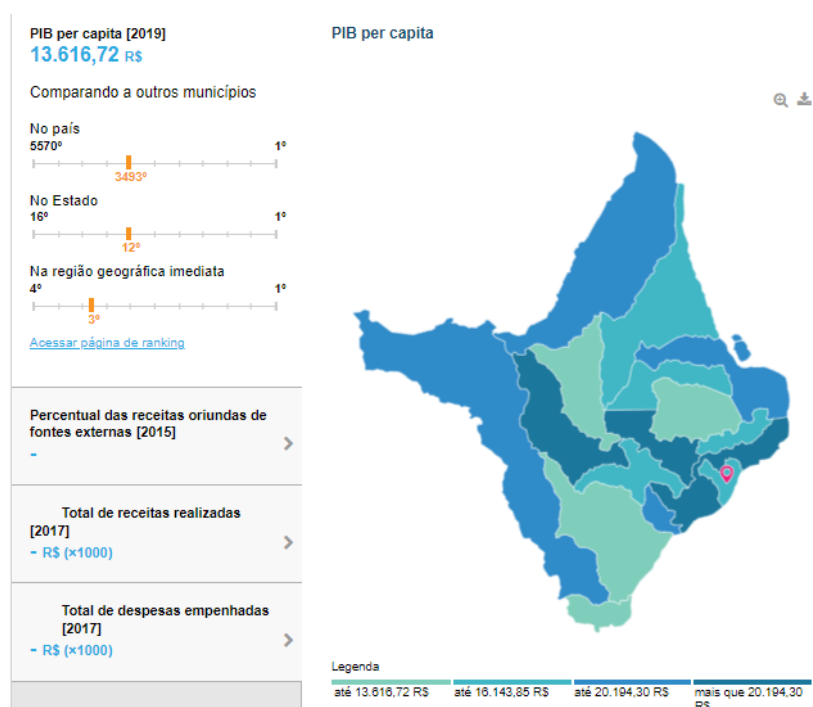 PIB per capita [2019]
13.616,72 R$
Comparando a outros municípios
No país
5570º 1º
3493º
No Estado
16º 1º
12º
Na região geográfica imediata
4º 1º
3º
Acessar página de ranking
Percentual das receitas oriundas de
fontes externas [2015]
-
Total de receitas realizadas
[2017]
- R$ (×1000)
Total de despesas empenhadas
[2017]
- R$ (×1000)
PIB per capita
Legenda
até 13.616,72 R$ até 16.143,85 R$ até 20.194,30 R$ mais que 20.194,30
R$